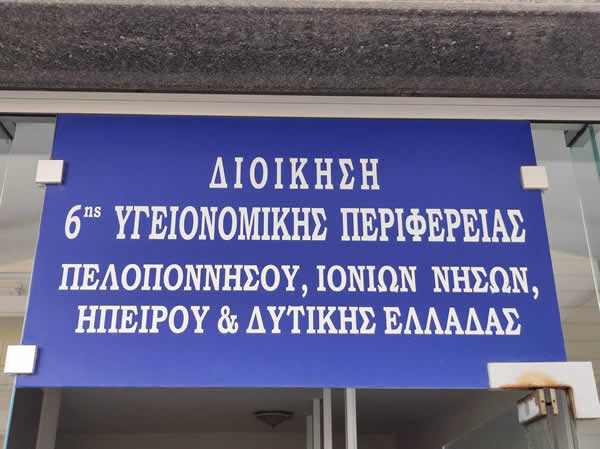 ΔΙΟΙΚΗΣΗ
6ης ΥΓΕΙΟΝΟΜΙΚΗΣ ΠΕΡΙΦΕΡΕΙΑΣ
ΠΕΛΟΠΟΝΝΗΣΟΥ, ΙΟΝΙΩΝ ΝΗΣΩΝ,
ΗΠΕΙΡΟΥ & ΔΥΤΙΚΗΣ ΕΛΛΑΔΑΣ